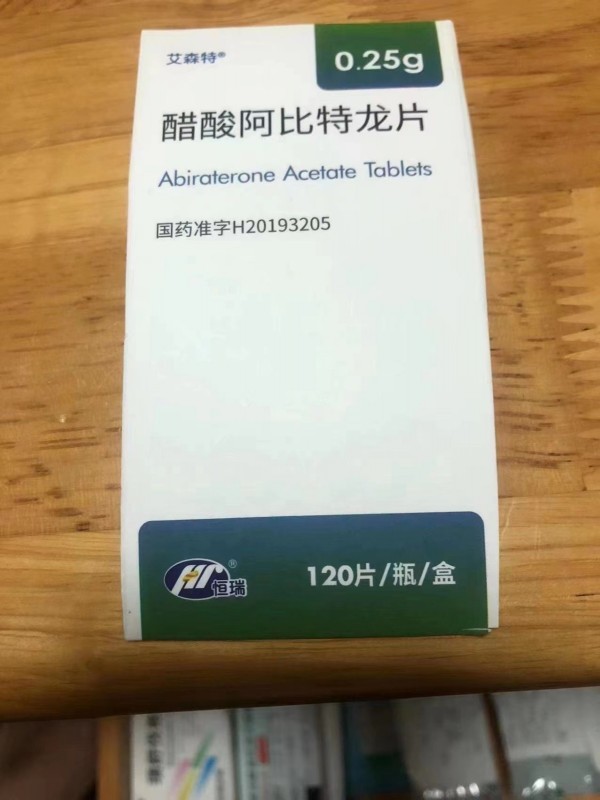 艾森特®
0.25g
醋酸阿比特龙片
Abiraterone Acetate Tablets
国药准字H20193205
恒瑞®
120片/瓶/盒